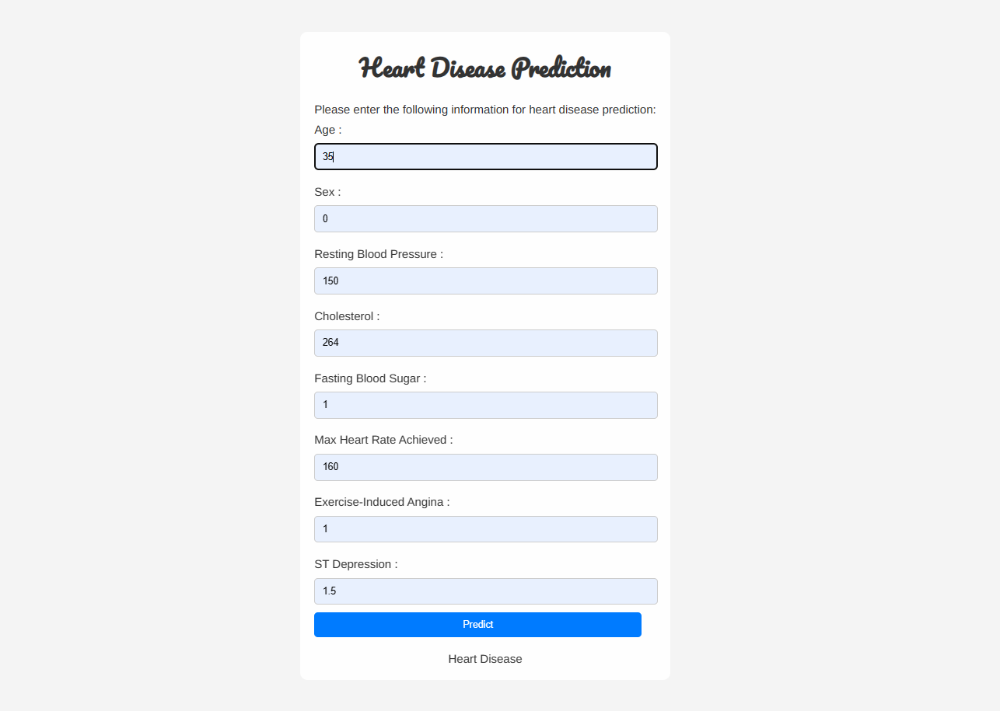 Heart Disease Prediction
Please enter the following information for heart disease prediction:
Age :
35
Sex :
0
Resting Blood Pressure :
150
Cholesterol :
264
Fasting Blood Sugar :
1
Max Heart Rate Achieved :
160
Exercise-Induced Angina :
1
ST Depression :
1.5
Predict
Heart Disease